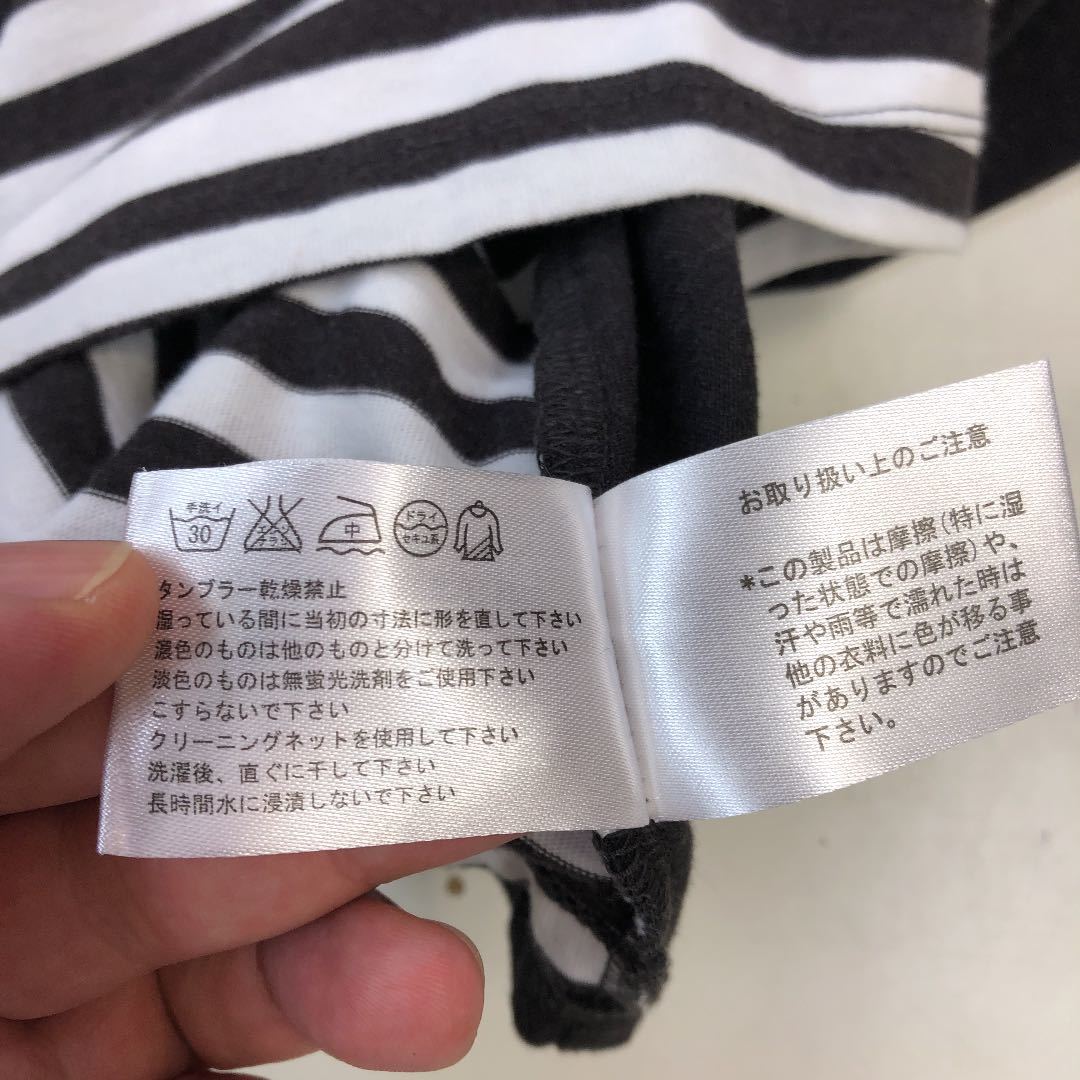 手洗イ
30
エンソ
サラシ
中
ドライ
セキユ系
タンブラー乾燥禁止
湿っている間に当初の寸法に形を直して下さい
濃色のものは他のものと分けて洗って下さい
淡色のものは無蛍光洗剤をご使用下さい
こすらないで下さい
クリーニングネットを使用して下さい
洗濯後、直ぐに干して下さい
長時間水に浸漬しないで下さい
お取り扱い上のご注意
*この製品は摩擦(特に湿
った状態での摩擦)や、
汗や雨等で濡れた時は
他の衣料に色が移る事
がありますのでご注意
下さい。